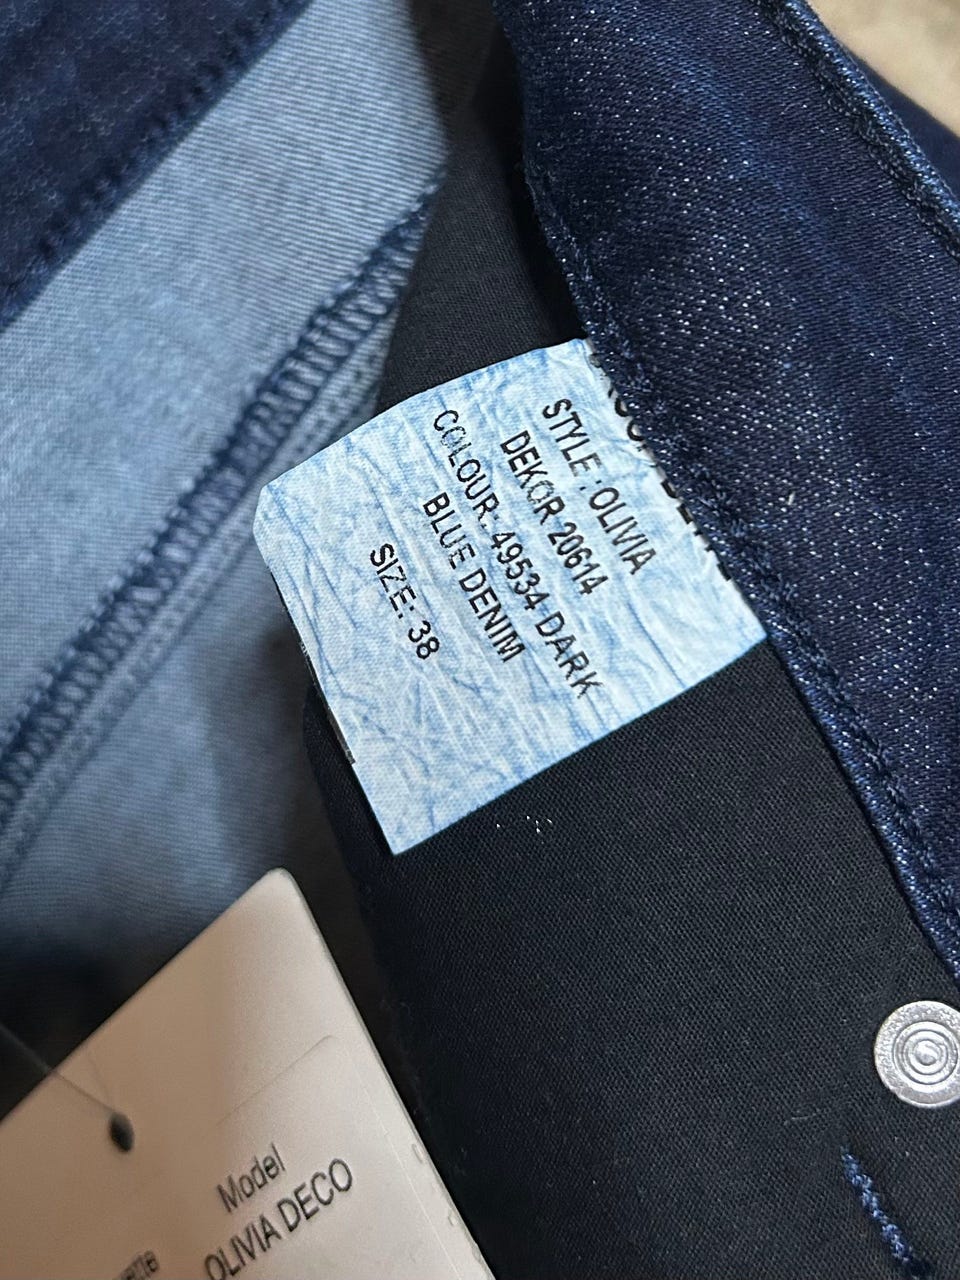 STYLE : OLIVIA
DEKOR 20614
COLOUR: 49534 DARK
BLUE DENIM
SIZE: 38
Model
OLIVIA DECO